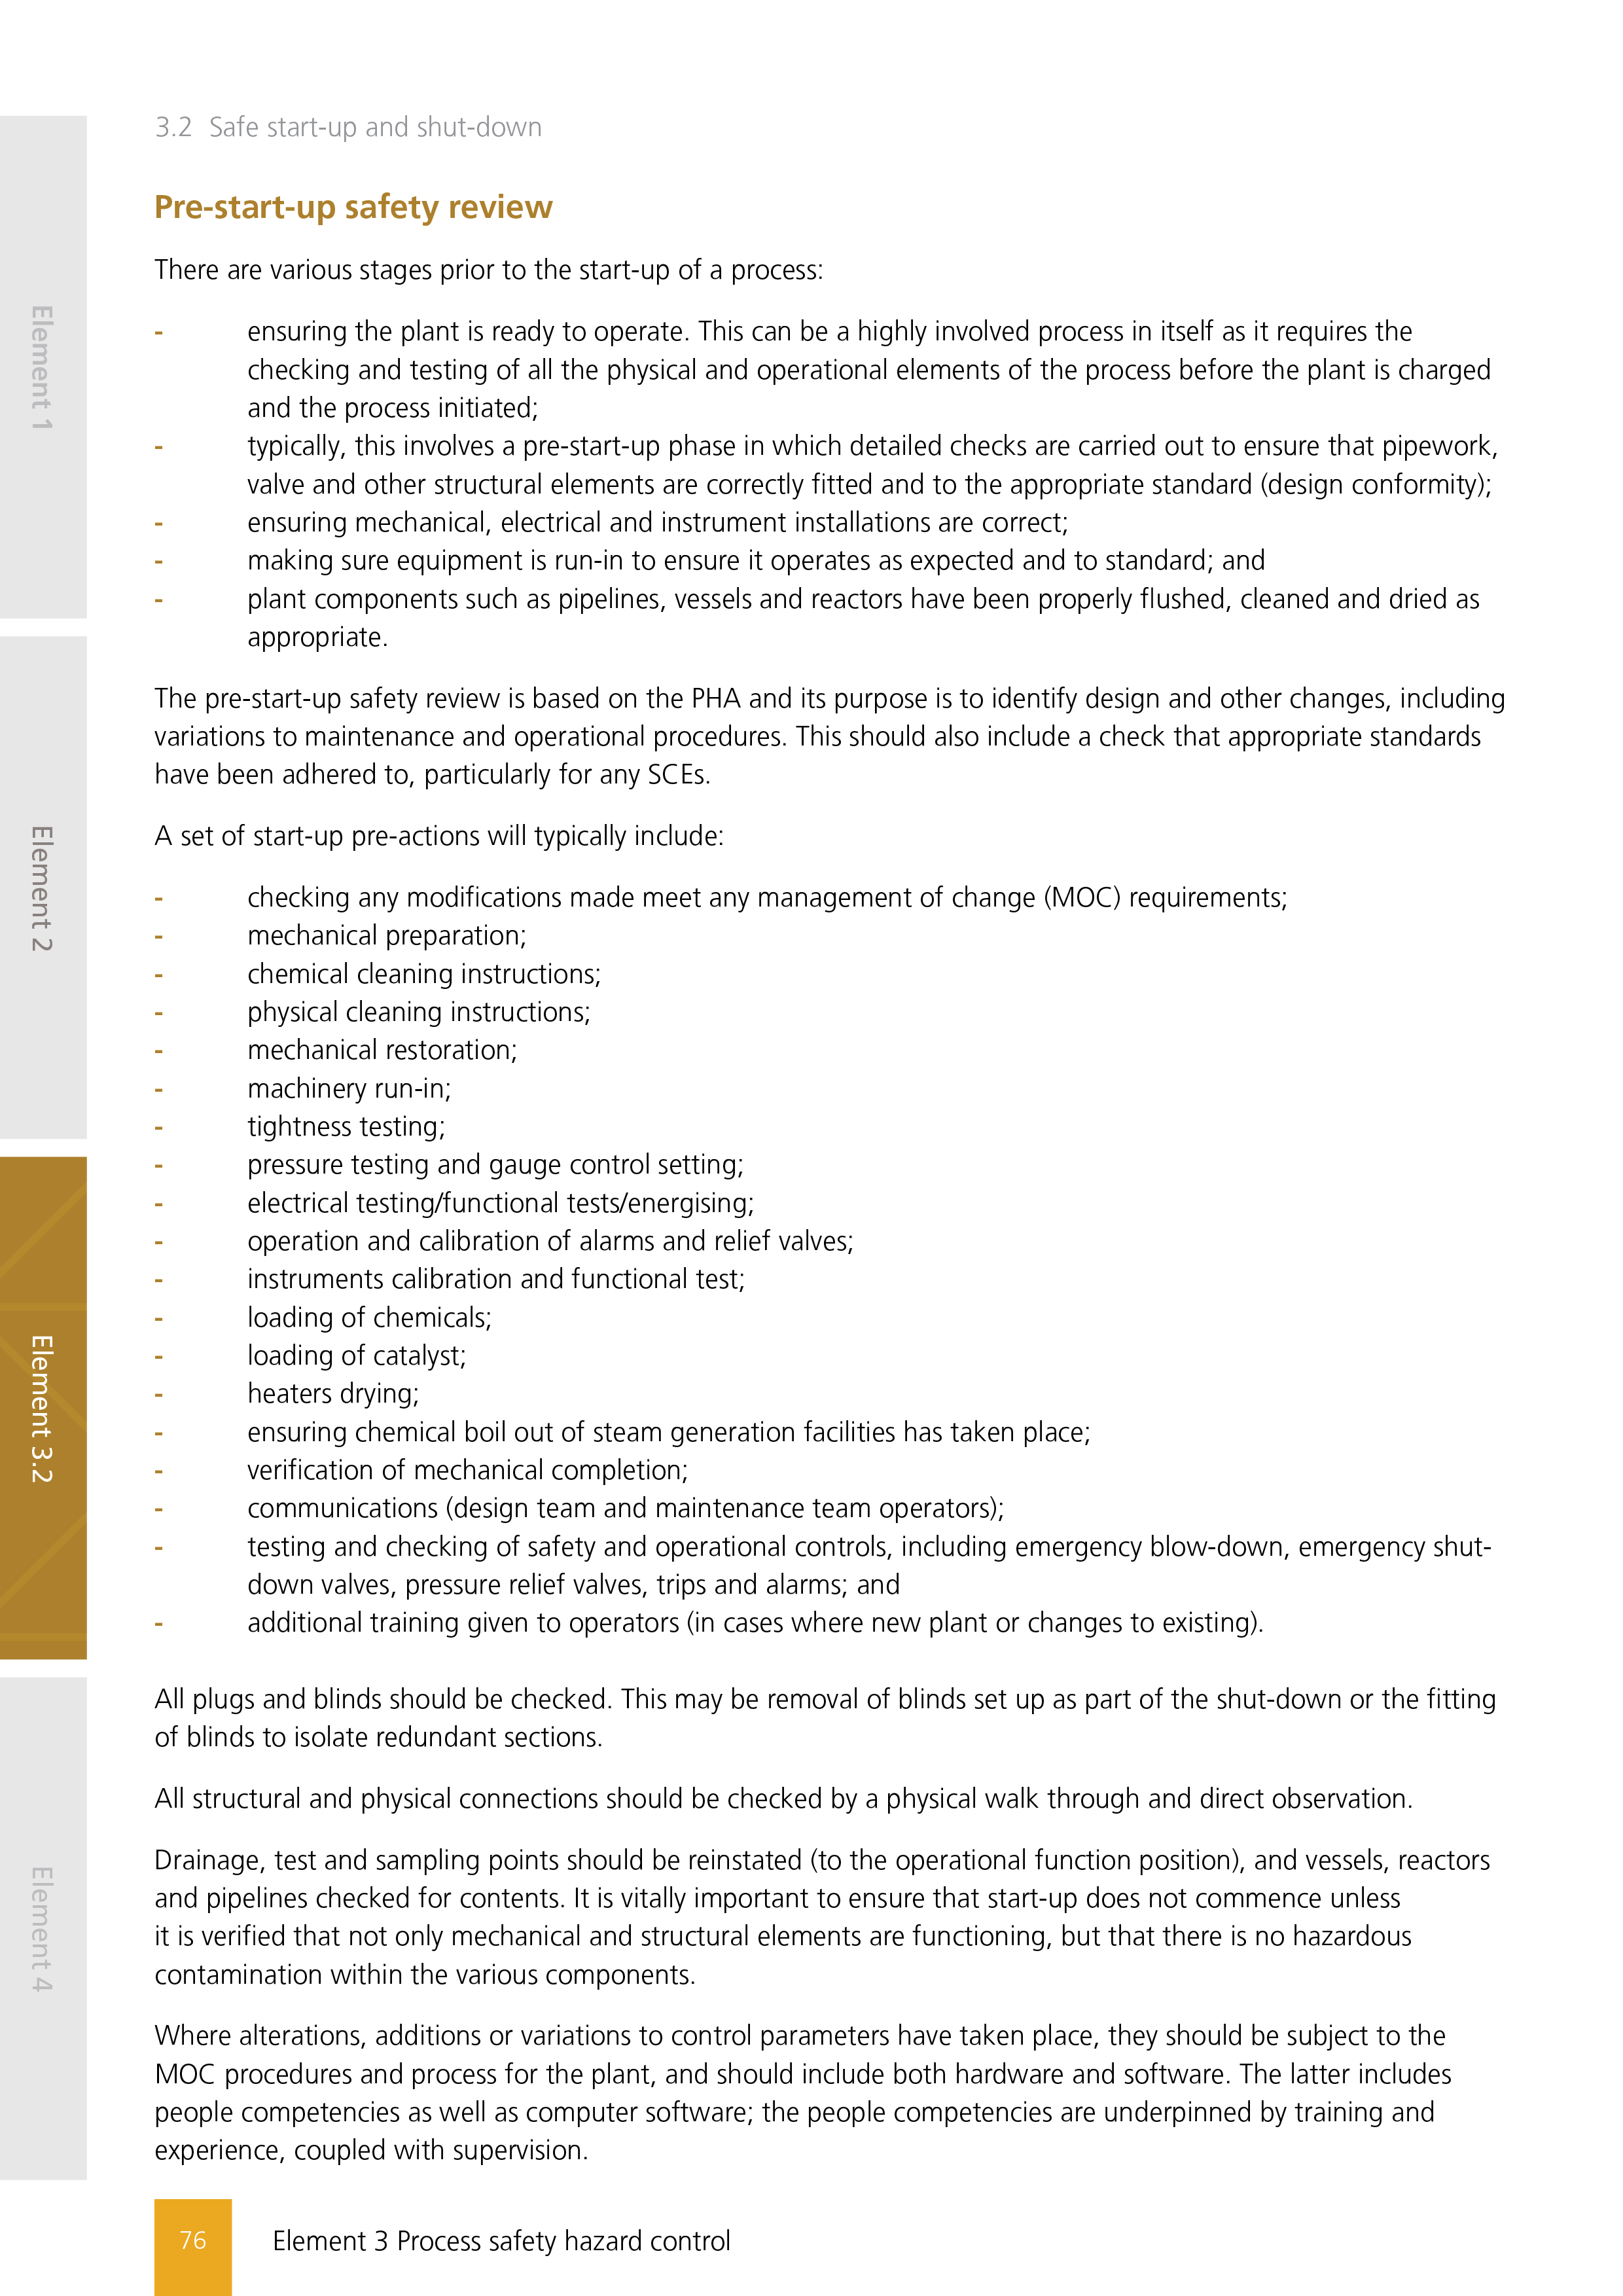 3.2 Safe start-up and shut-down
Pre-start-up safety review
There are various stages prior to the start-up of a process:
- ensuring the plant is ready to operate. This can be a highly involved process in itself as it requires the
checking and testing of all the physical and operational elements of the process before the plant is charged
and the process initiated;
- typically, this involves a pre-start-up phase in which detailed checks are carried out to ensure that pipework,
valve and other structural elements are correctly fitted and to the appropriate standard (design conformity);
- ensuring mechanical, electrical and instrument installations are correct;
- making sure equipment is run-in to ensure it operates as expected and to standard; and
- plant components such as pipelines, vessels and reactors have been properly flushed, cleaned and dried as
appropriate.
The pre-start-up safety review is based on the PHA and its purpose is to identify design and other changes, including
variations to maintenance and operational procedures. This should also include a check that appropriate standards
have been adhered to, particularly for any SCEs.
A set of start-up pre-actions will typically include:
- checking any modifications made meet any management of change (MOC) requirements;
- mechanical preparation;
- chemical cleaning instructions;
- physical cleaning instructions;
- mechanical restoration;
- machinery run-in;
- tightness testing;
- pressure testing and gauge control setting;
- electrical testing/functional tests/energising;
- operation and calibration of alarms and relief valves;
- instruments calibration and functional test;
- loading of chemicals;
- loading of catalyst;
- heaters drying;
- ensuring chemical boil out of steam generation facilities has taken place;
- verification of mechanical completion;
- communications (design team and maintenance team operators);
- testing and checking of safety and operational controls, including emergency blow-down, emergency shut-
down valves, pressure relief valves, trips and alarms; and
- additional training given to operators (in cases where new plant or changes to existing).
All plugs and blinds should be checked. This may be removal of blinds set up as part of the shut-down or the fitting
of blinds to isolate redundant sections.
All structural and physical connections should be checked by a physical walk through and direct observation.
Drainage, test and sampling points should be reinstated (to the operational function position), and vessels, reactors
and pipelines checked for contents. It is vitally important to ensure that start-up does not commence unless
it is verified that not only mechanical and structural elements are functioning, but that there is no hazardous
contamination within the various components.
Where alterations, additions or variations to control parameters have taken place, they should be subject to the
MOC procedures and process for the plant, and should include both hardware and software. The latter includes
people competencies as well as computer software; the people competencies are underpinned by training and
experience, coupled with supervision.
76 Element 3 Process safety hazard control
Element 1
Element 2
Element 3.2
Element 4